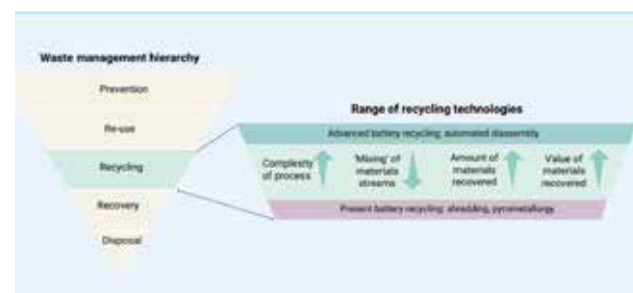 Waste management hierarchy
Prevention
Re-use
Recycling
Recovery
Disposal
Range of recycling technologies
Advanced battery recycling: automated disassembly
Complexity
of process
'Mixing' of
materials
streams
Amount of
materials
recovered
Value of
materials
recovered
Present battery recycling: shredding, pyrometallurgy